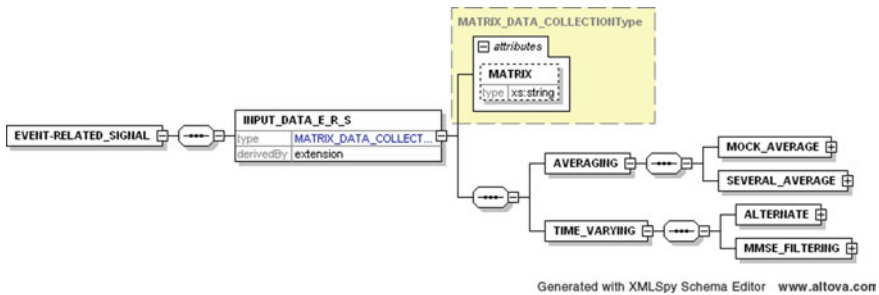 MATRIX_DATA_COLLECTIONType
attributes
MATRIX
type xs:string
EVENT-RELATED_SIGNAL
INPUT_DATA_E_R_S
type MATRIX_DATA_COLLECT...
derivedBy extension
AVERAGING
MOCK_AVERAGE
SEVERAL_AVERAGE
TIME_VARYING
ALTERNATE
MMSE_FILTERING
Generated with XMLSpy Schema Editor www.altova.com